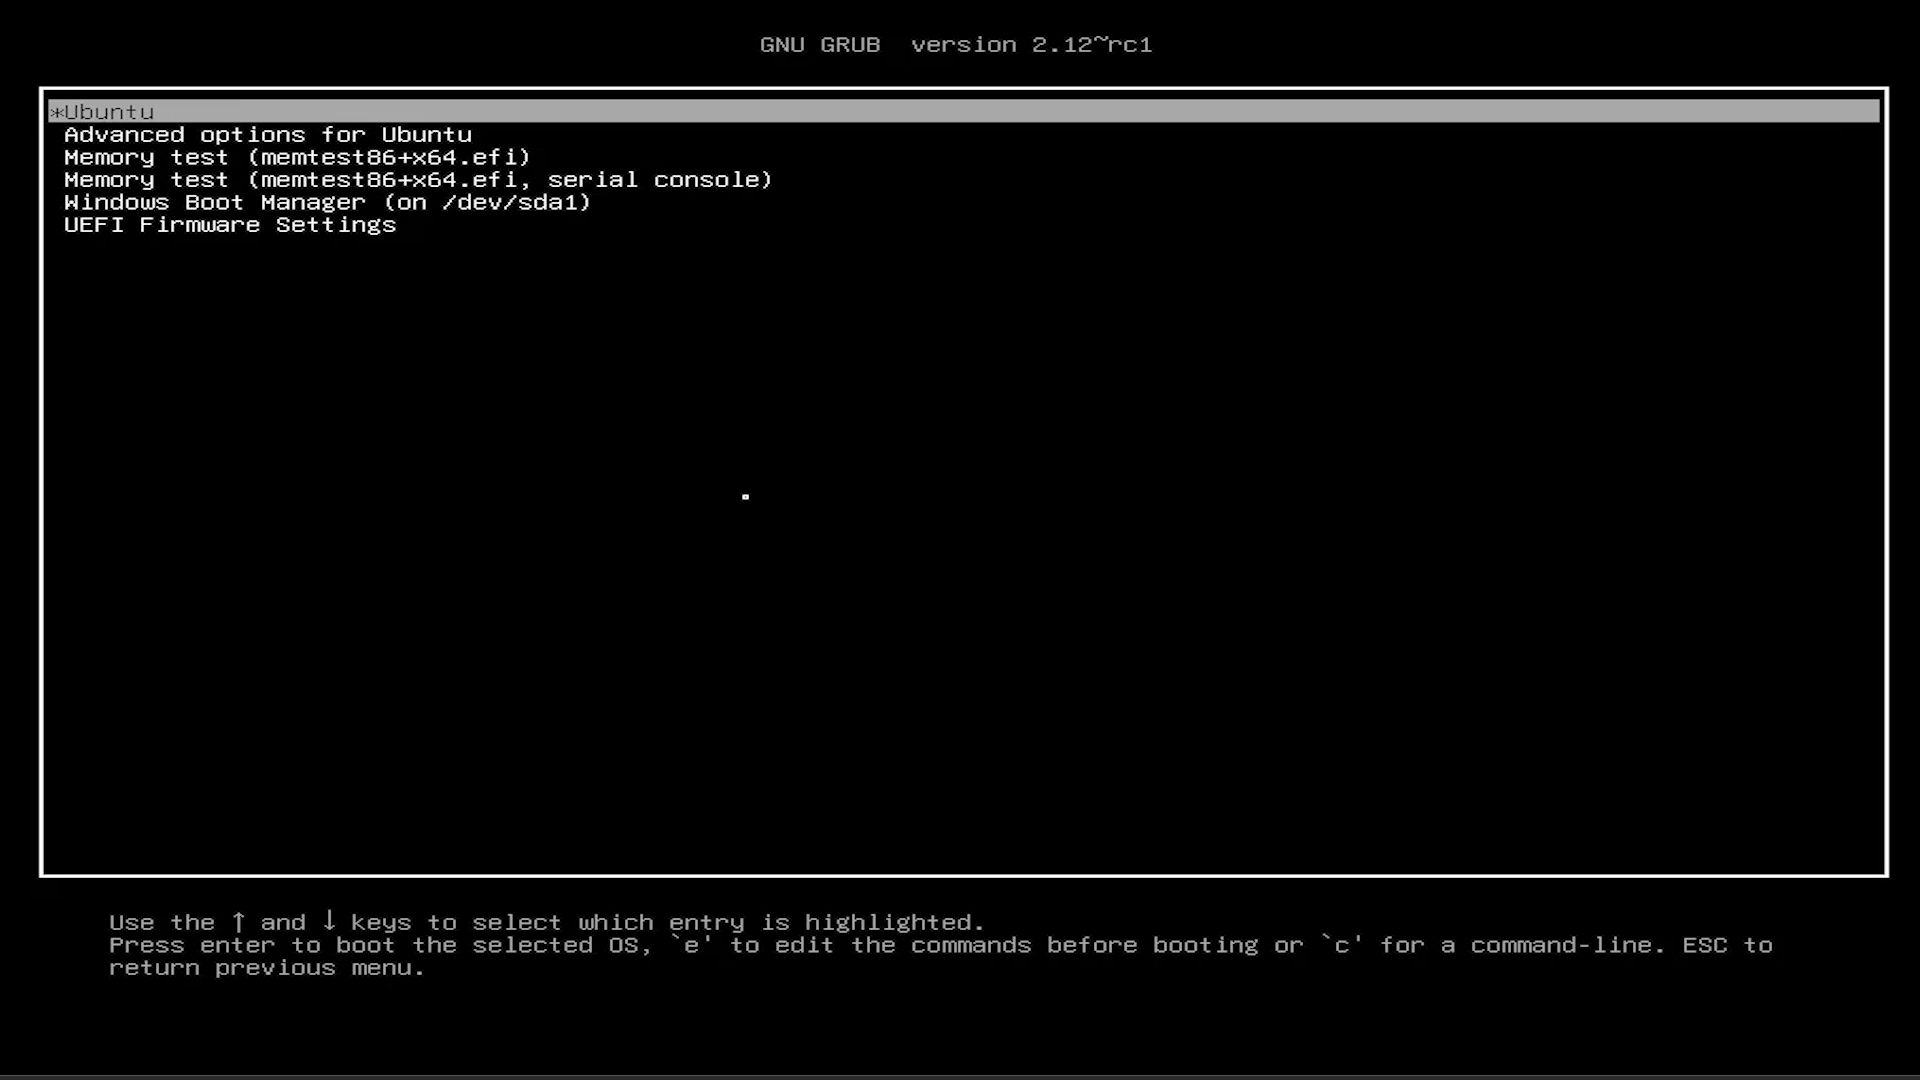 GNU GRUB  version 2.12~rc1
*Ubuntu
Advanced options for Ubuntu
Memory test (memtest86+x64.efi)
Memory test (memtest86+x64.efi, serial console)
Windows Boot Manager (on /dev/sda1)
UEFI Firmware Settings
Use the ↑ and ↓ keys to select which entry is highlighted.
Press enter to boot the selected OS, `e' to edit the commands before booting or `c' for a command-line. ESC to
return previous menu.